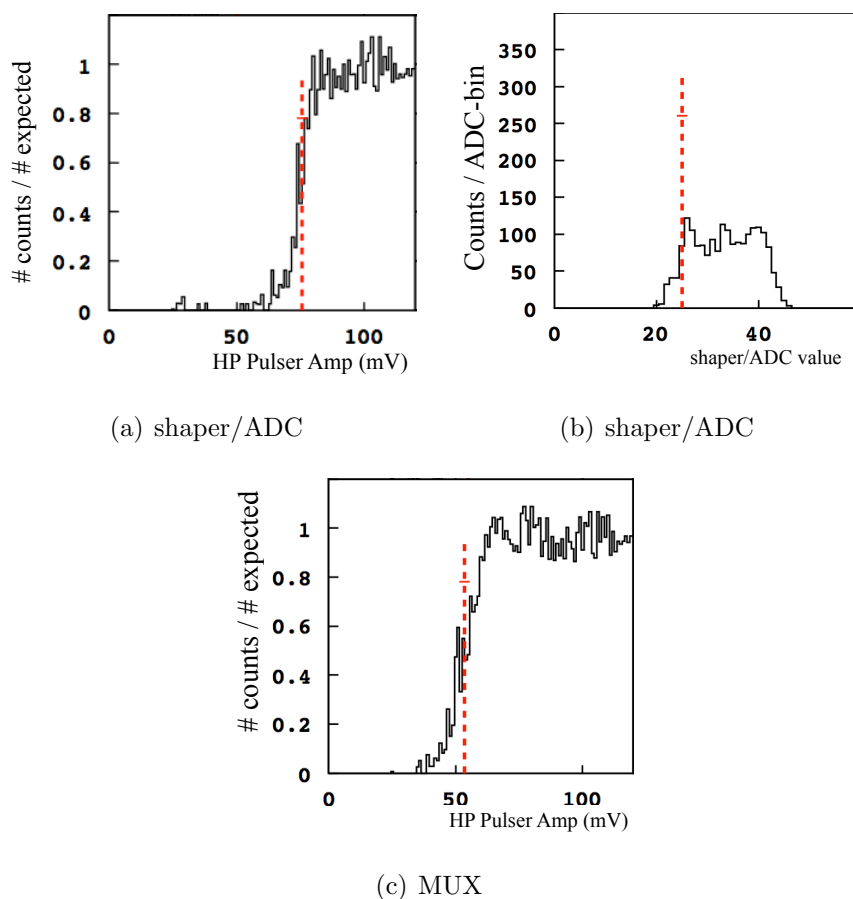 # counts / # expected
1
0.8
0.6
0.4
0.2
0
0 50 100
HP Pulser Amp (mV)
(a) shaper/ADC
Counts / ADC-bin
350
300
250
200
150
100
50
0
0 20 40
shaper/ADC value
(b) shaper/ADC
# counts / # expected
1
0.8
0.6
0.4
0.2
0
0 50 100
HP Pulser Amp (mV)
(c) MUX